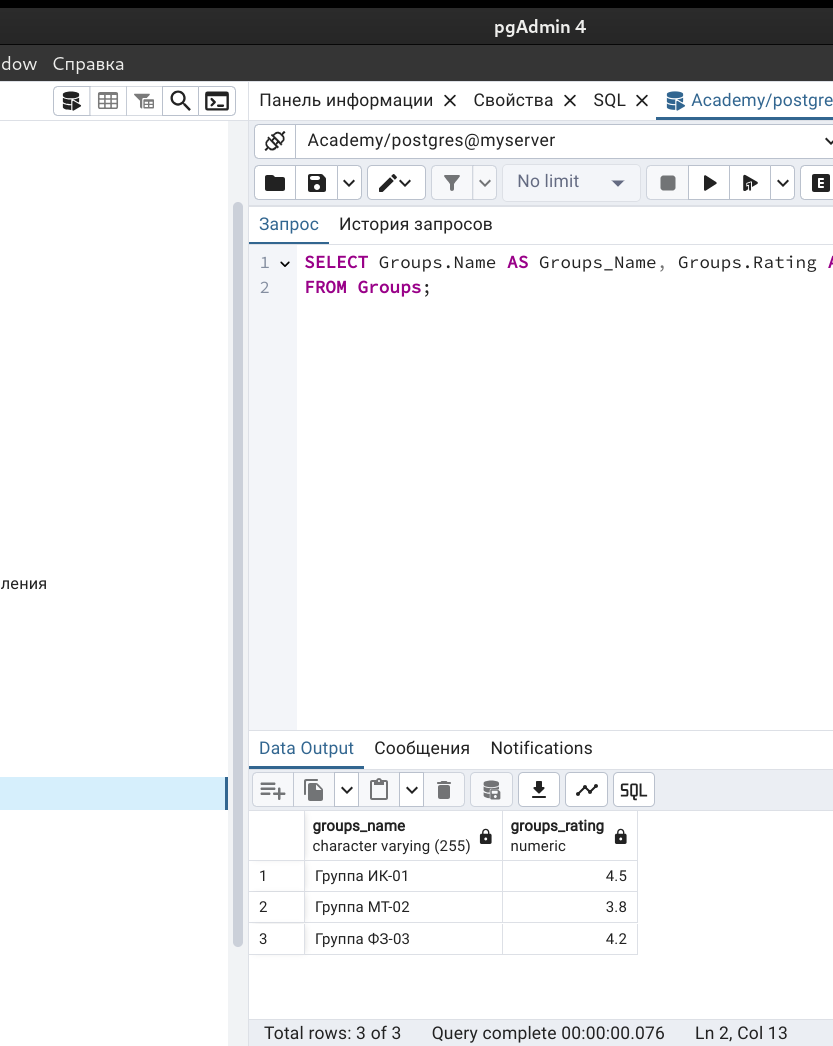 pgAdmin 4
dow Справка
Панель информации Свойства SQL Academy/postgre
Academy/postgres@myserver
No limit
E
Запрос История запросов
1 SELECT Groups.Name AS Groups_Name, Groups.Rating A
2 FROM Groups;
ления
Data Output Сообщения Notifications
SQL
groups_name groups_rating
character varying (255) numeric
1 Группа ИК-01 4.5
2 Группа МТ-02 3.8
3 Группа ФЗ-03 4.2
Total rows: 3 of 3 Query complete 00:00:00.076 Ln 2, Col 13